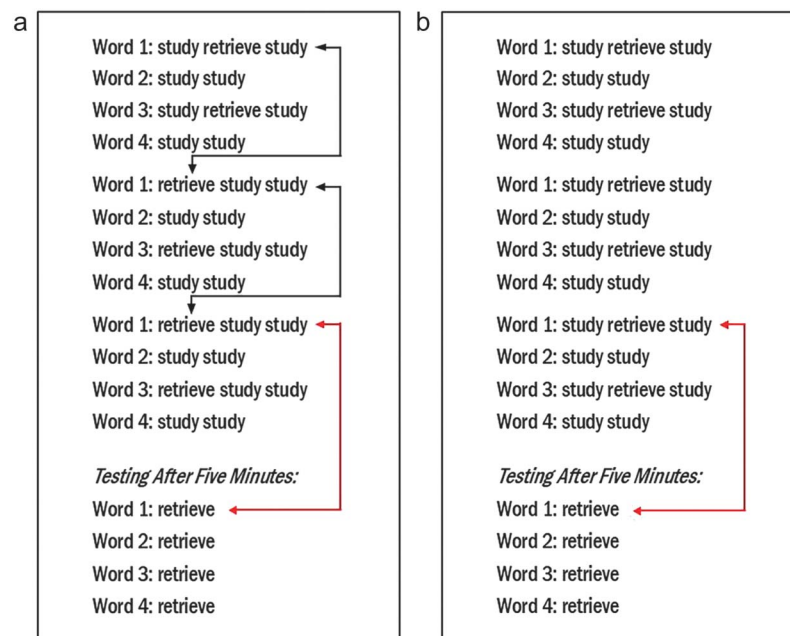 a
Word 1: study retrieve study
Word 2: study study
Word 3: study retrieve study
Word 4: study study
Word 1: retrieve study study
Word 2: study study
Word 3: retrieve study study
Word 4: study study
Word 1: retrieve study study
Word 2: study study
Word 3: retrieve study study
Word 4: study study
Testing After Five Minutes:
Word 1: retrieve
Word 2: retrieve
Word 3: retrieve
Word 4: retrieve
b
Word 1: study retrieve study
Word 2: study study
Word 3: study retrieve study
Word 4: study study
Word 1: study retrieve study
Word 2: study study
Word 3: study retrieve study
Word 4: study study
Word 1: study retrieve study
Word 2: study study
Word 3: study retrieve study
Word 4: study study
Testing After Five Minutes:
Word 1: retrieve
Word 2: retrieve
Word 3: retrieve
Word 4: retrieve